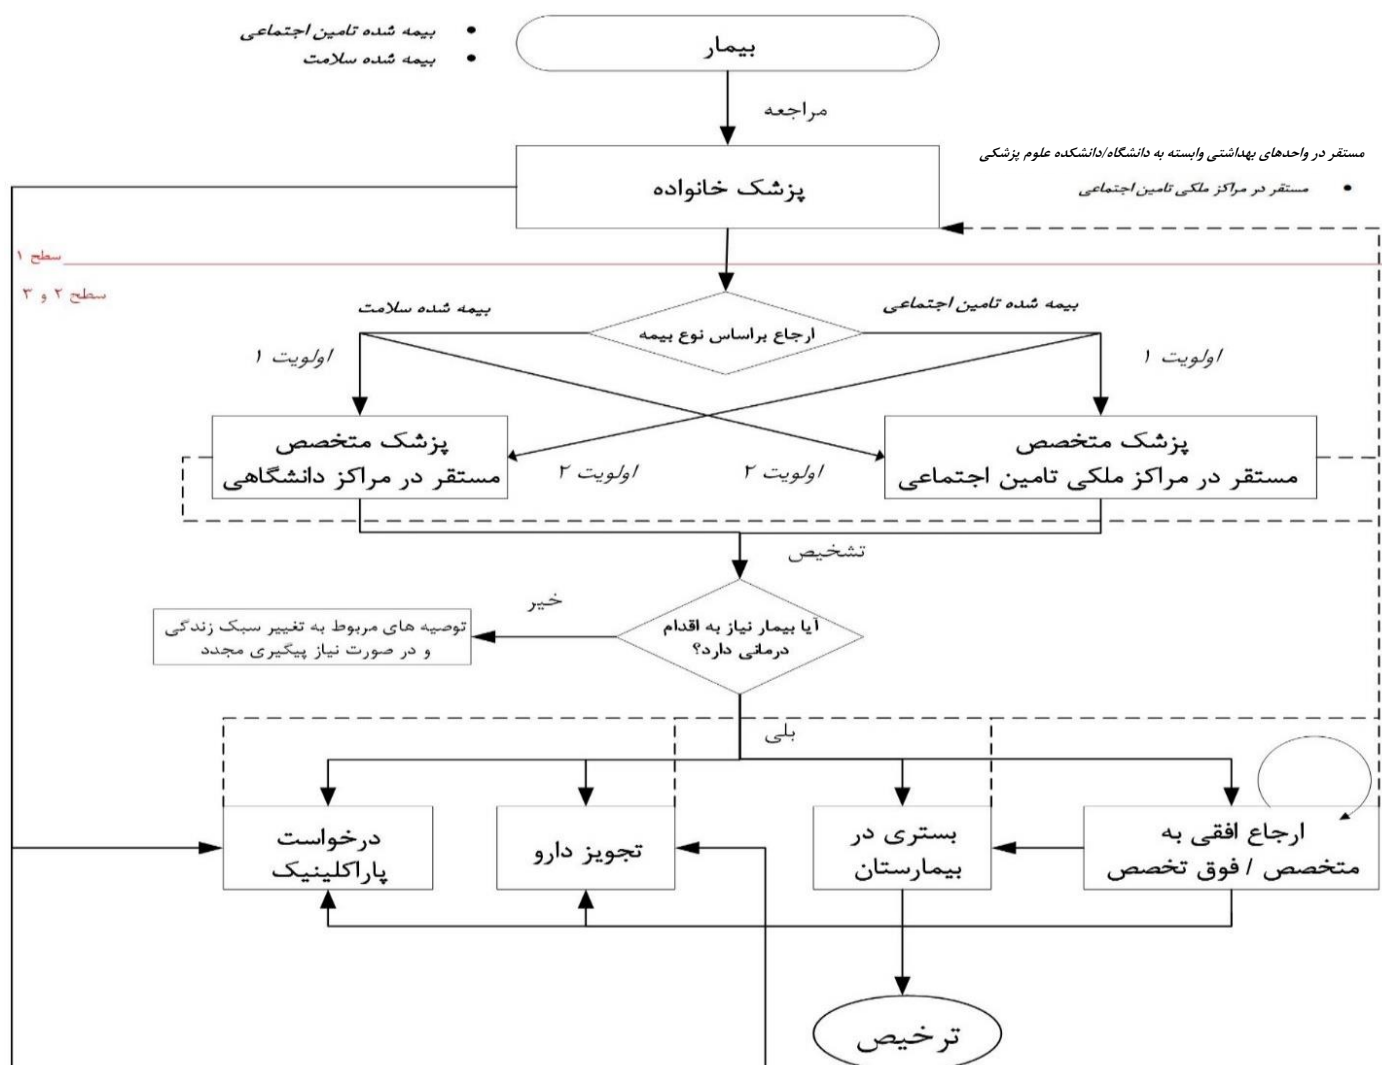 بیمه شده تامین اجتماعی
بیمه شده سلامت
بیمار
مراجعه
مستقر در واحدهای بهداشتی وابسته به دانشگاه/دانشکده علوم پزشکی
مستقر در مراکز ملکی تامین اجتماعی
پزشک خانواده
سطح ۱
سطح ۲ و ۳
بیمه شده تامین اجتماعی
بیمه شده سلامت
ارجاع براساس نوع بیمه
اولویت ۱
اولویت ۱
پزشک متخصص
مستقر در مراکز ملکی تامین اجتماعی
پزشک متخصص
مستقر در مراکز دانشگاهی
اولویت ۲
اولویت ۲
تشخیص
آیا بیمار نیاز به اقدام
درمانی دارد؟
خیر
توصیه های مربوط به تغییر سبک زندگی
و در صورت نیاز پیگیری مجدد
بلی
ارجاع افقی به
متخصص / فوق تخصص
بستری در
بیمارستان
تجویز دارو
درخواست
پاراکلینیک
ترخیص